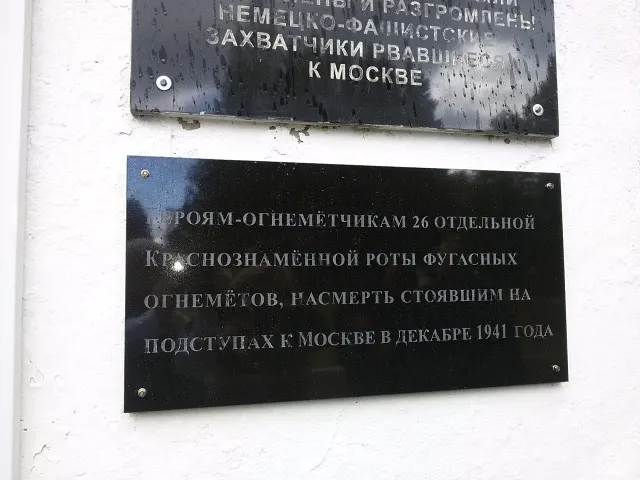 И РАЗГРОМЛЕНЫ
НЕМЕЦКО-ФАШИСТСКИЕ
ЗАХВАТЧИКИ РВАВШИЕСЯ
К МОСКВЕ
ГЕРОЯМ-ОГНЕМЁТЧИКАМ 26 ОТДЕЛЬНОЙ
КРАСНОЗНАМЁННОЙ РОТЫ ФУГАСНЫХ
ОГНЕМЁТОВ, НАСМЕРТЬ СТОЯВШИМ НА
ПОДСТУПАХ К МОСКВЕ В ДЕКАБРЕ 1941 ГОДА